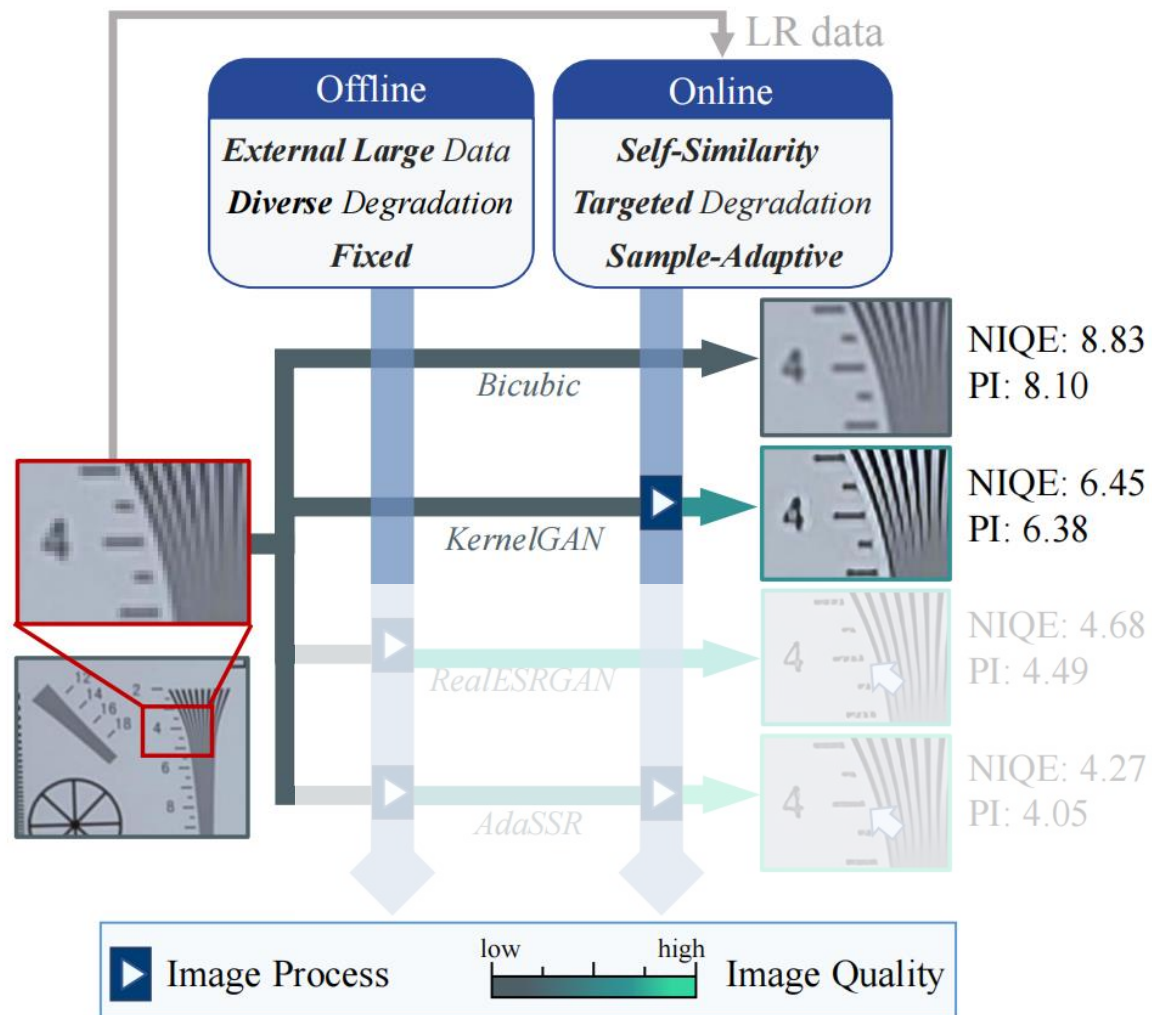 LR data
Offline
External Large Data
Diverse Degradation
Fixed
Online
Self-Similarity
Targeted Degradation
Sample-Adaptive
Bicubic
4
NIQE: 8.83
PI: 8.10
4
KernelGAN
4
NIQE: 6.45
PI: 6.38
RealESRGAN
4
NIQE: 4.68
PI: 4.49
12
14
16
18
2
4
6
8
AdaSSR
4
NIQE: 4.27
PI: 4.05
Image Process
low
high
Image Quality